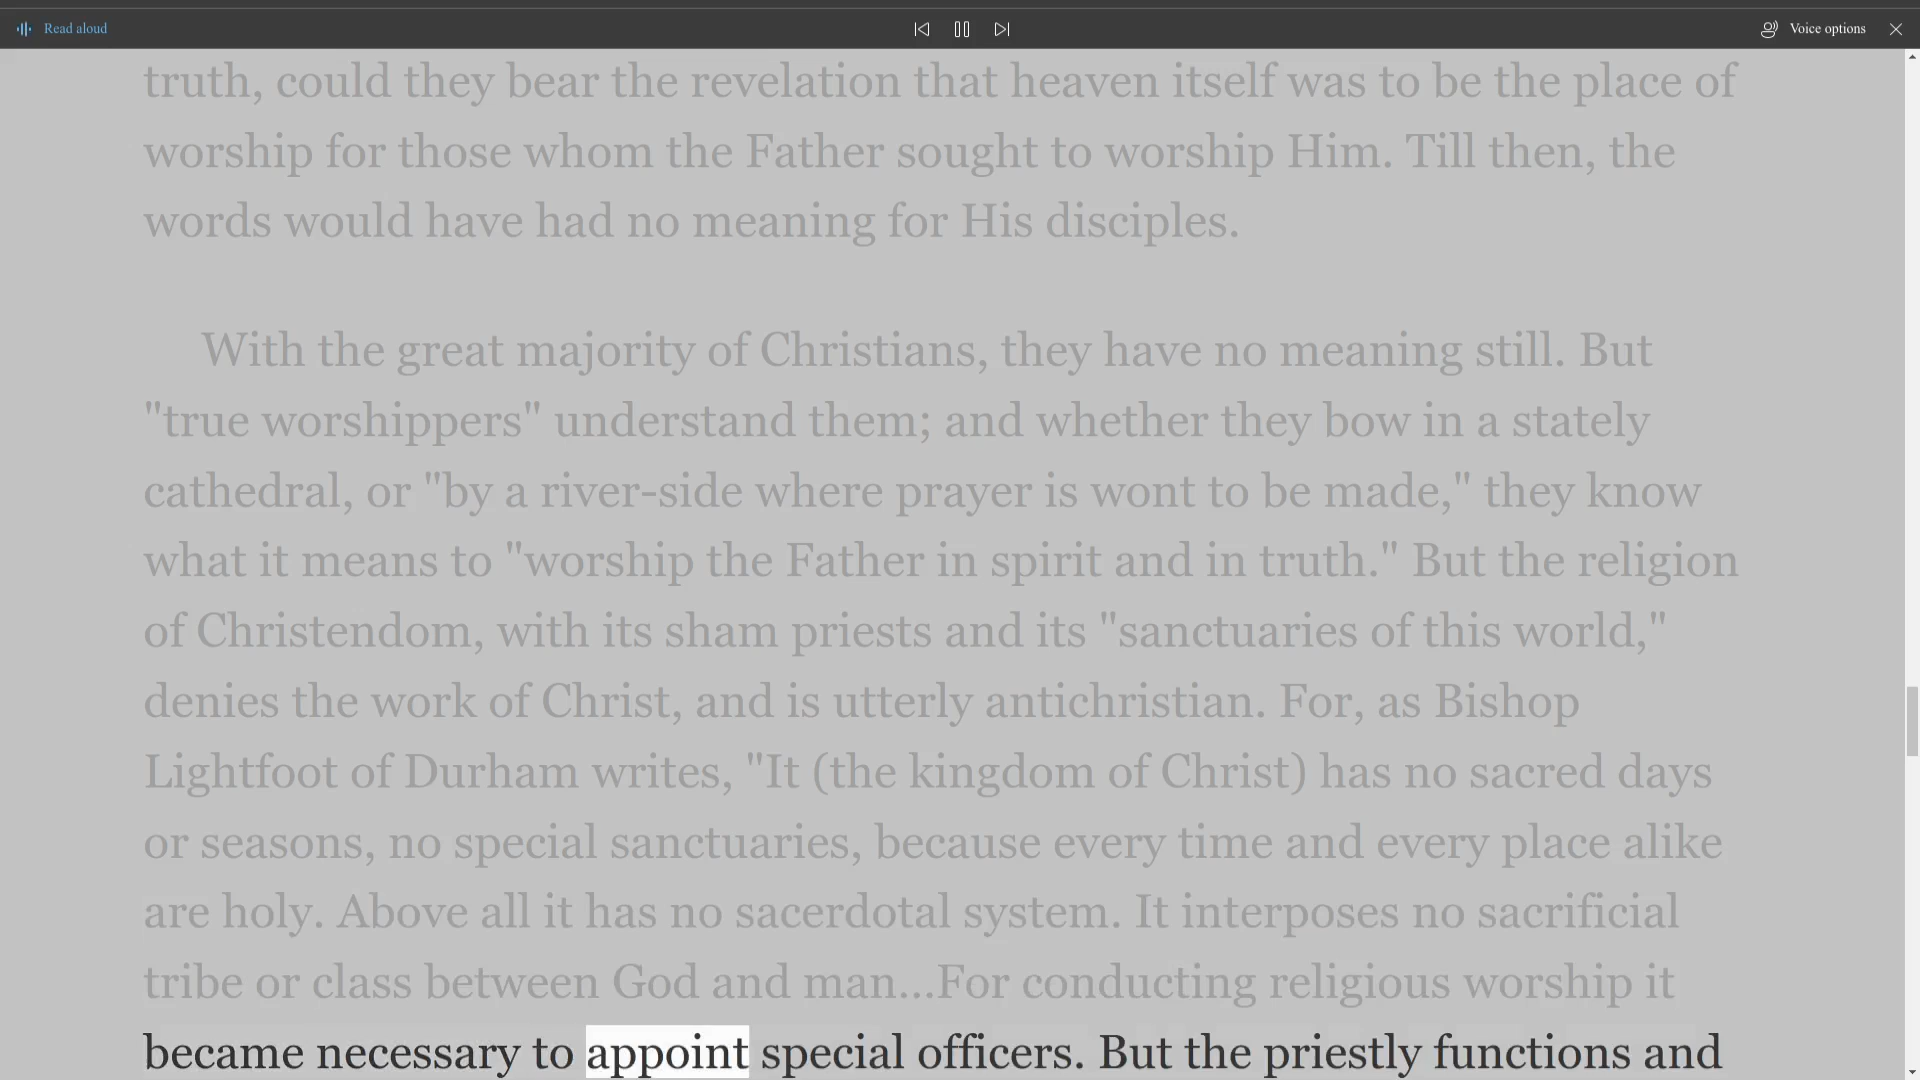 Read aloud
Voice options
truth, could they bear the revelation that heaven itself was to be the place of
worship for those whom the Father sought to worship Him. Till then, the
words would have had no meaning for His disciples.
With the great majority of Christians, they have no meaning still. But
"true worshippers" understand them; and whether they bow in a stately
cathedral, or "by a river-side where prayer is wont to be made," they know
what it means to "worship the Father in spirit and in truth." But the religion
of Christendom, with its sham priests and its "sanctuaries of this world,"
denies the work of Christ, and is utterly antichristian. For, as Bishop
Lightfoot of Durham writes, "It (the kingdom of Christ) has no sacred days
or seasons, no special sanctuaries, because every time and every place alike
are holy. Above all it has no sacerdotal system. It interposes no sacrificial
tribe or class between God and man...For conducting religious worship it
became necessary to appoint special officers. But the priestly functions and